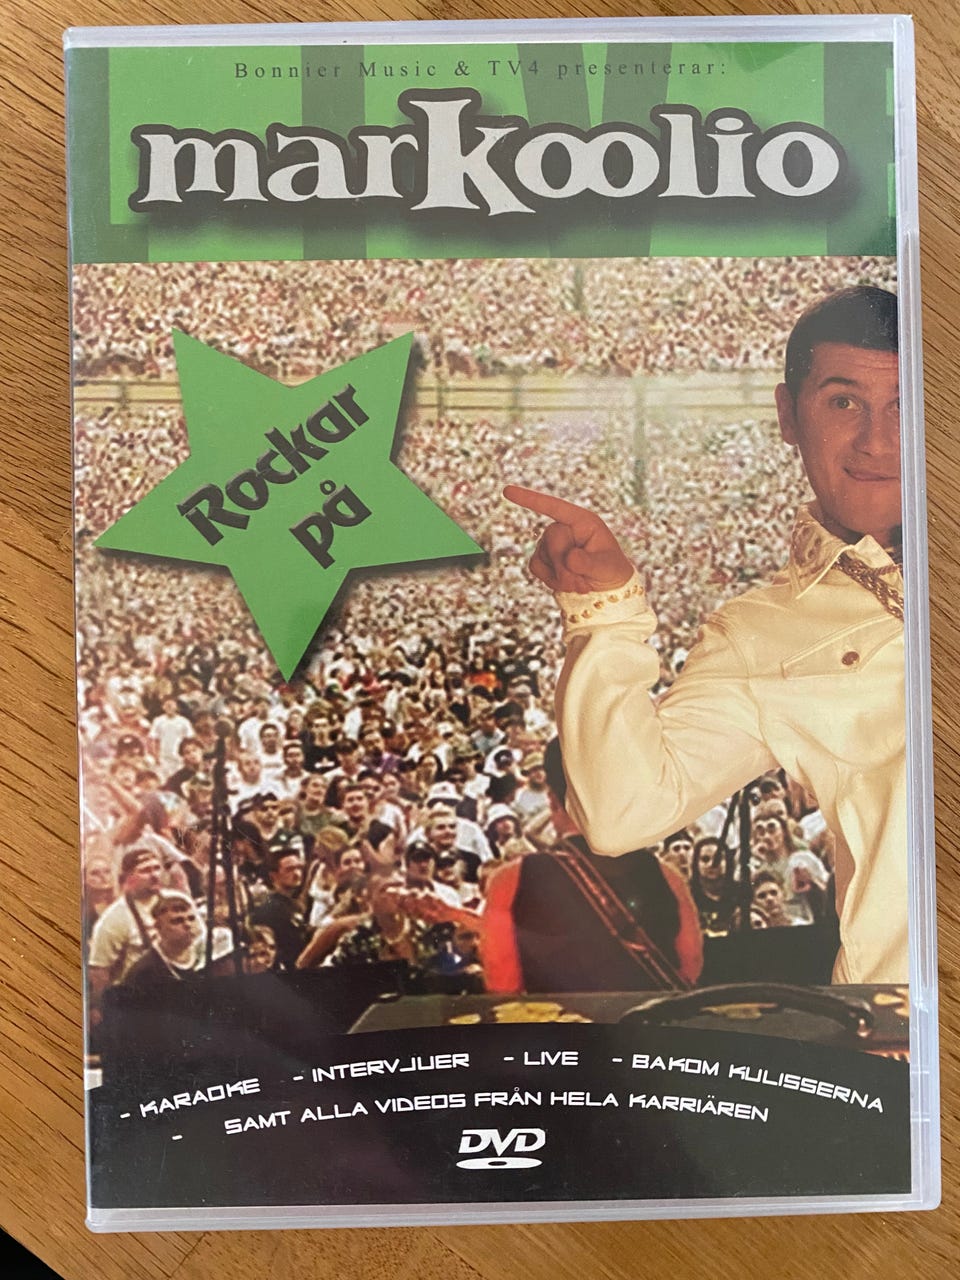 Bonnier Music & TV4 presenterar:
markoolio
Rockar
på
- KARAOKE - INTERVJUER - LIVE - BAKOM KULISSERNA
- SAMT ALLA VIDEOS FRÅN HELA KARRIÄREN
DVD